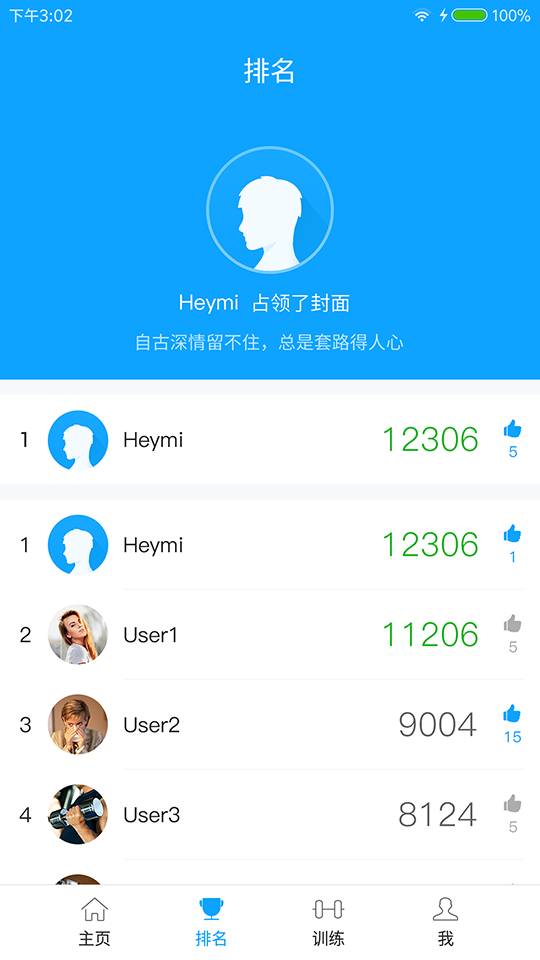 下午3:02 100%
排名
Heymi 占领了封面
自古深情留不住，总是套路得人心
1 Heymi 12306 5
1 Heymi 12306 1
2 User1 11206 5
3 User2 9004 15
4 User3 8124 5
主页 排名 训练 我